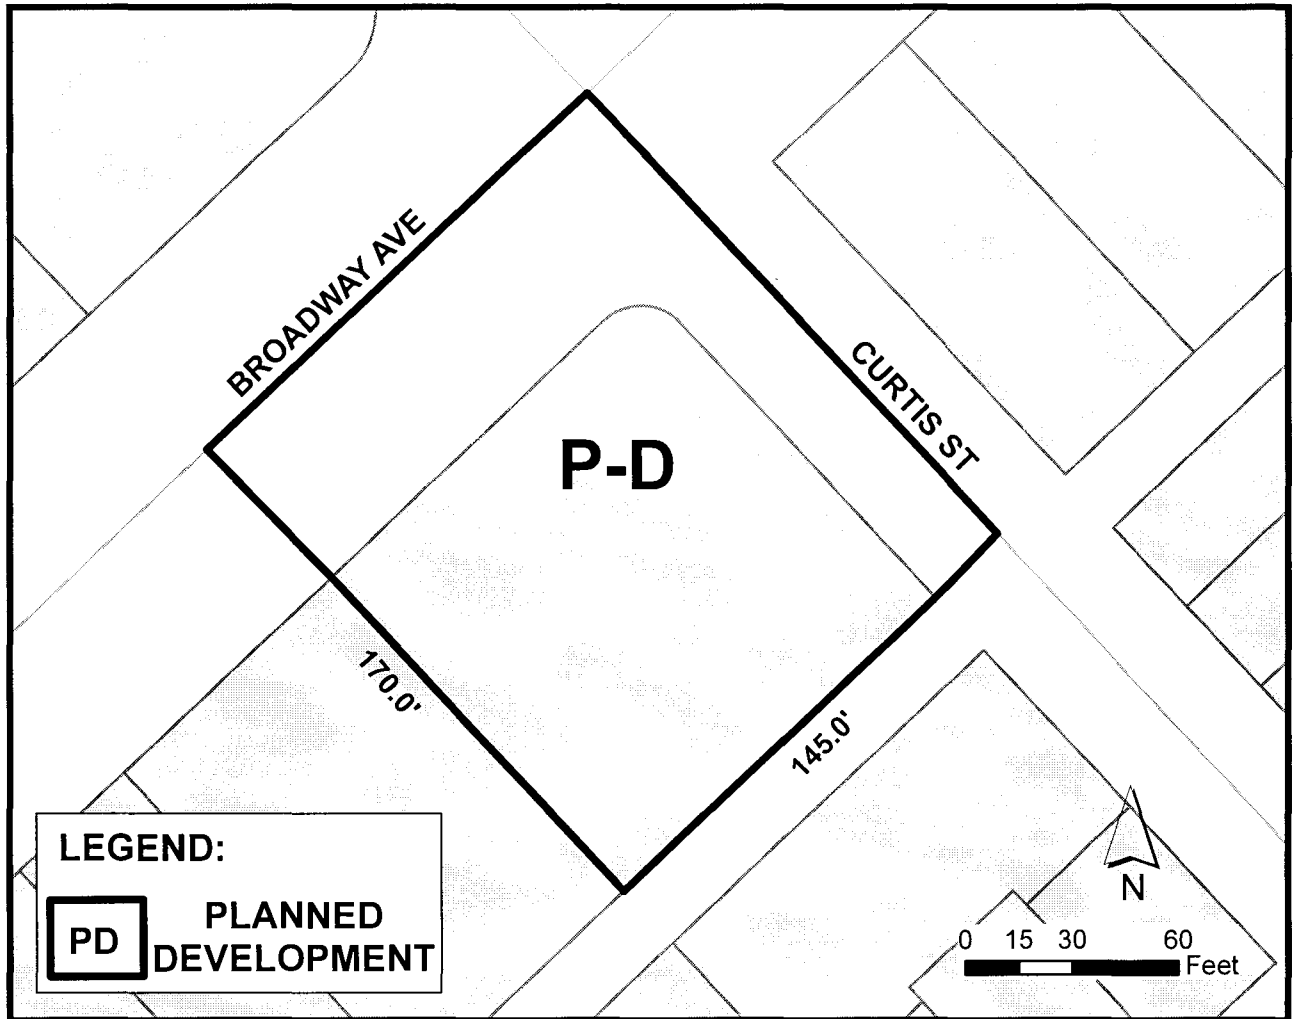 BROADWAY AVE
CURTIS ST
P-D
170.0'
145.0'
LEGEND:
PD
PLANNED
DEVELOPMENT
N
0 15 30 60
Feet